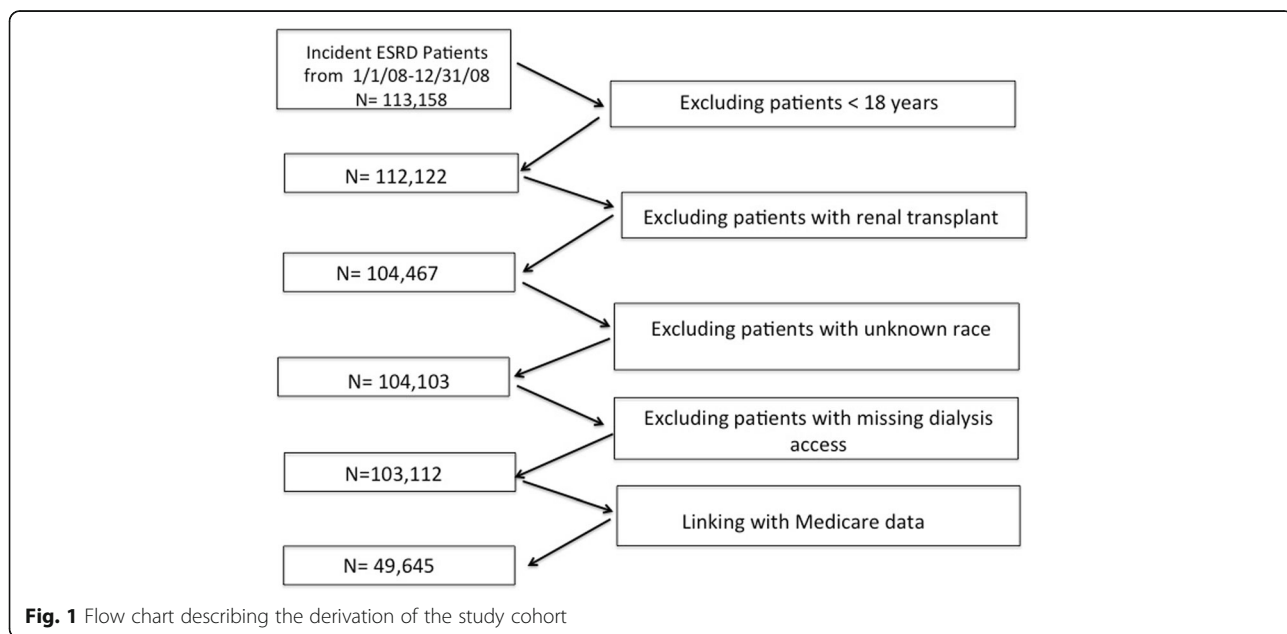 Incident ESRD Patients
from 1/1/08-12/31/08
N= 113,158
Excluding patients < 18 years
N= 112,122
Excluding patients with renal transplant
N= 104,467
Excluding patients with unknown race
N= 104,103
Excluding patients with missing dialysis
access
N=103,112
Linking with Medicare data
N= 49,645
Fig. 1 Flow chart describing the derivation of the study cohort